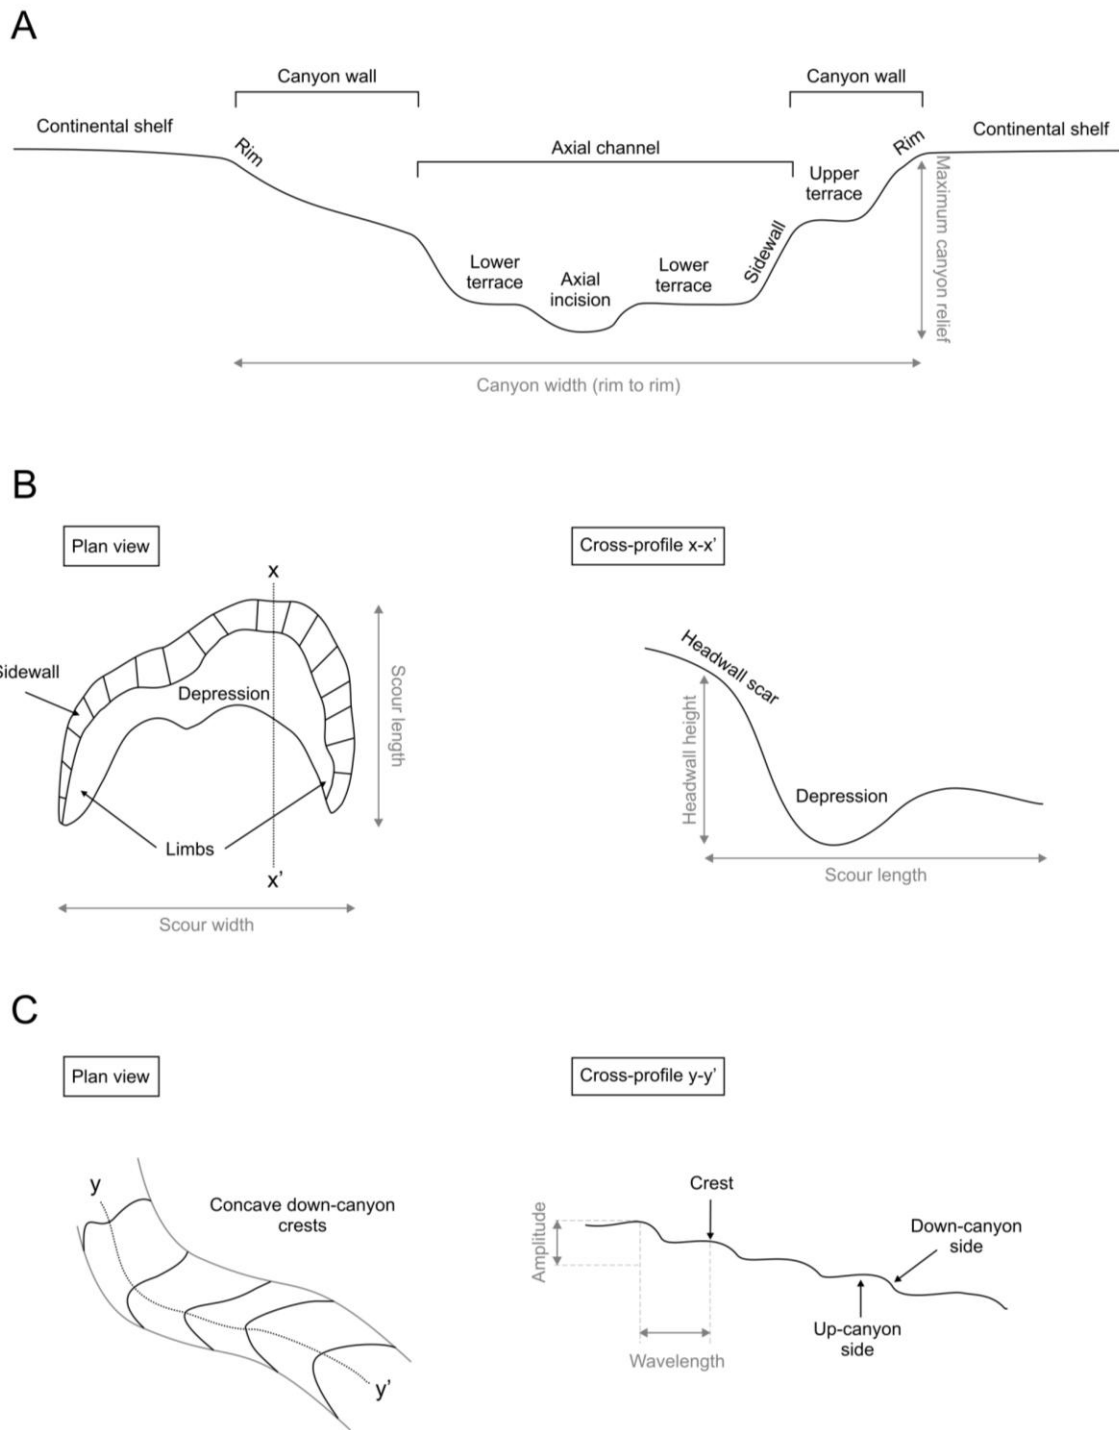 A
Canyon wall
Canyon wall
Continental shelf
Rim
Axial channel
Rim
Continental shelf
Upper
terrace
Maximum canyon relief
Sidewall
Lower
terrace
Axial
incision
Lower
terrace
Canyon width (rim to rim)
B
Plan view
Cross-profile x-x’
x
Sidewall
Depression
Scour length
Limbs
x’
Scour width
Headwall scar
Headwall height
Depression
Scour length
C
Plan view
Cross-profile y-y’
y
Concave down-canyon
crests
y’
Crest
Amplitude
Down-canyon
side
Up-canyon
side
Wavelength